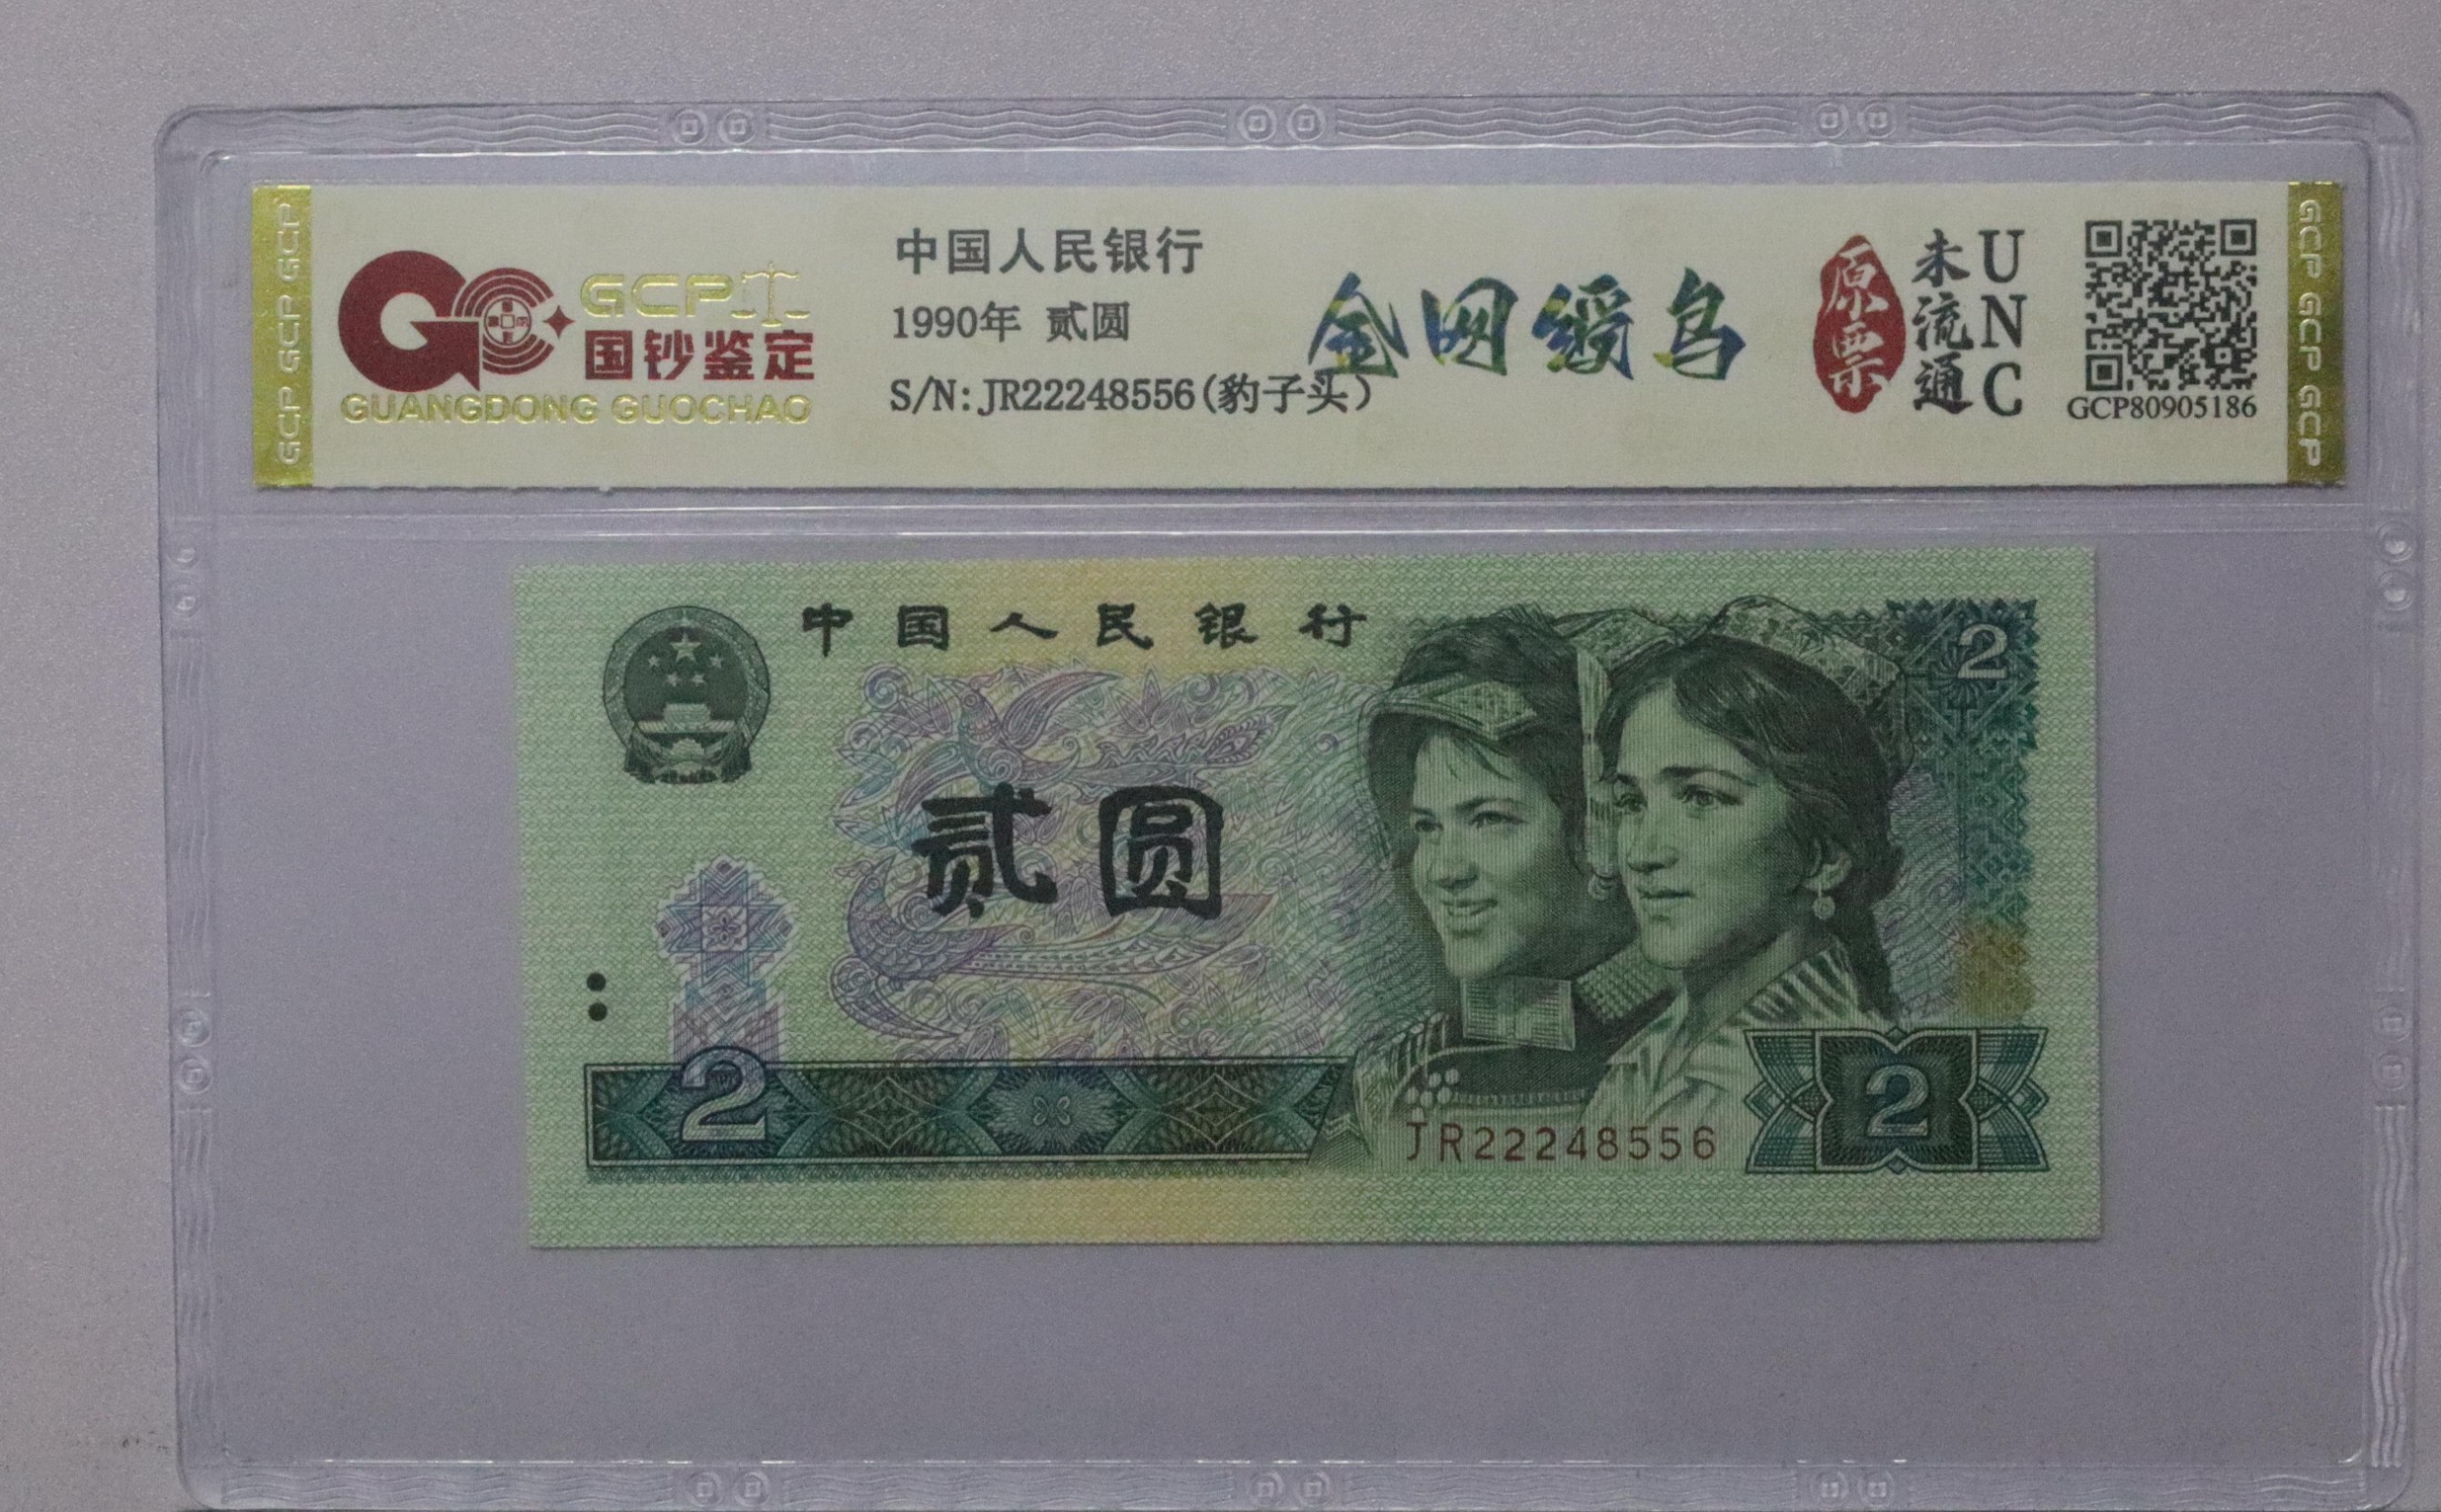 GCP GCP GCP
GCP
国钞鉴定
GUANGDONG GUOCHAO
中国人民银行
1990年 贰圆
S/N:JR22248556(豹子头)
金网绶鸟
原票
未流通
UNC
GCP80905186
GCP GCP GCP
中国人民银行
2
贰圆
2
JR22248556
2